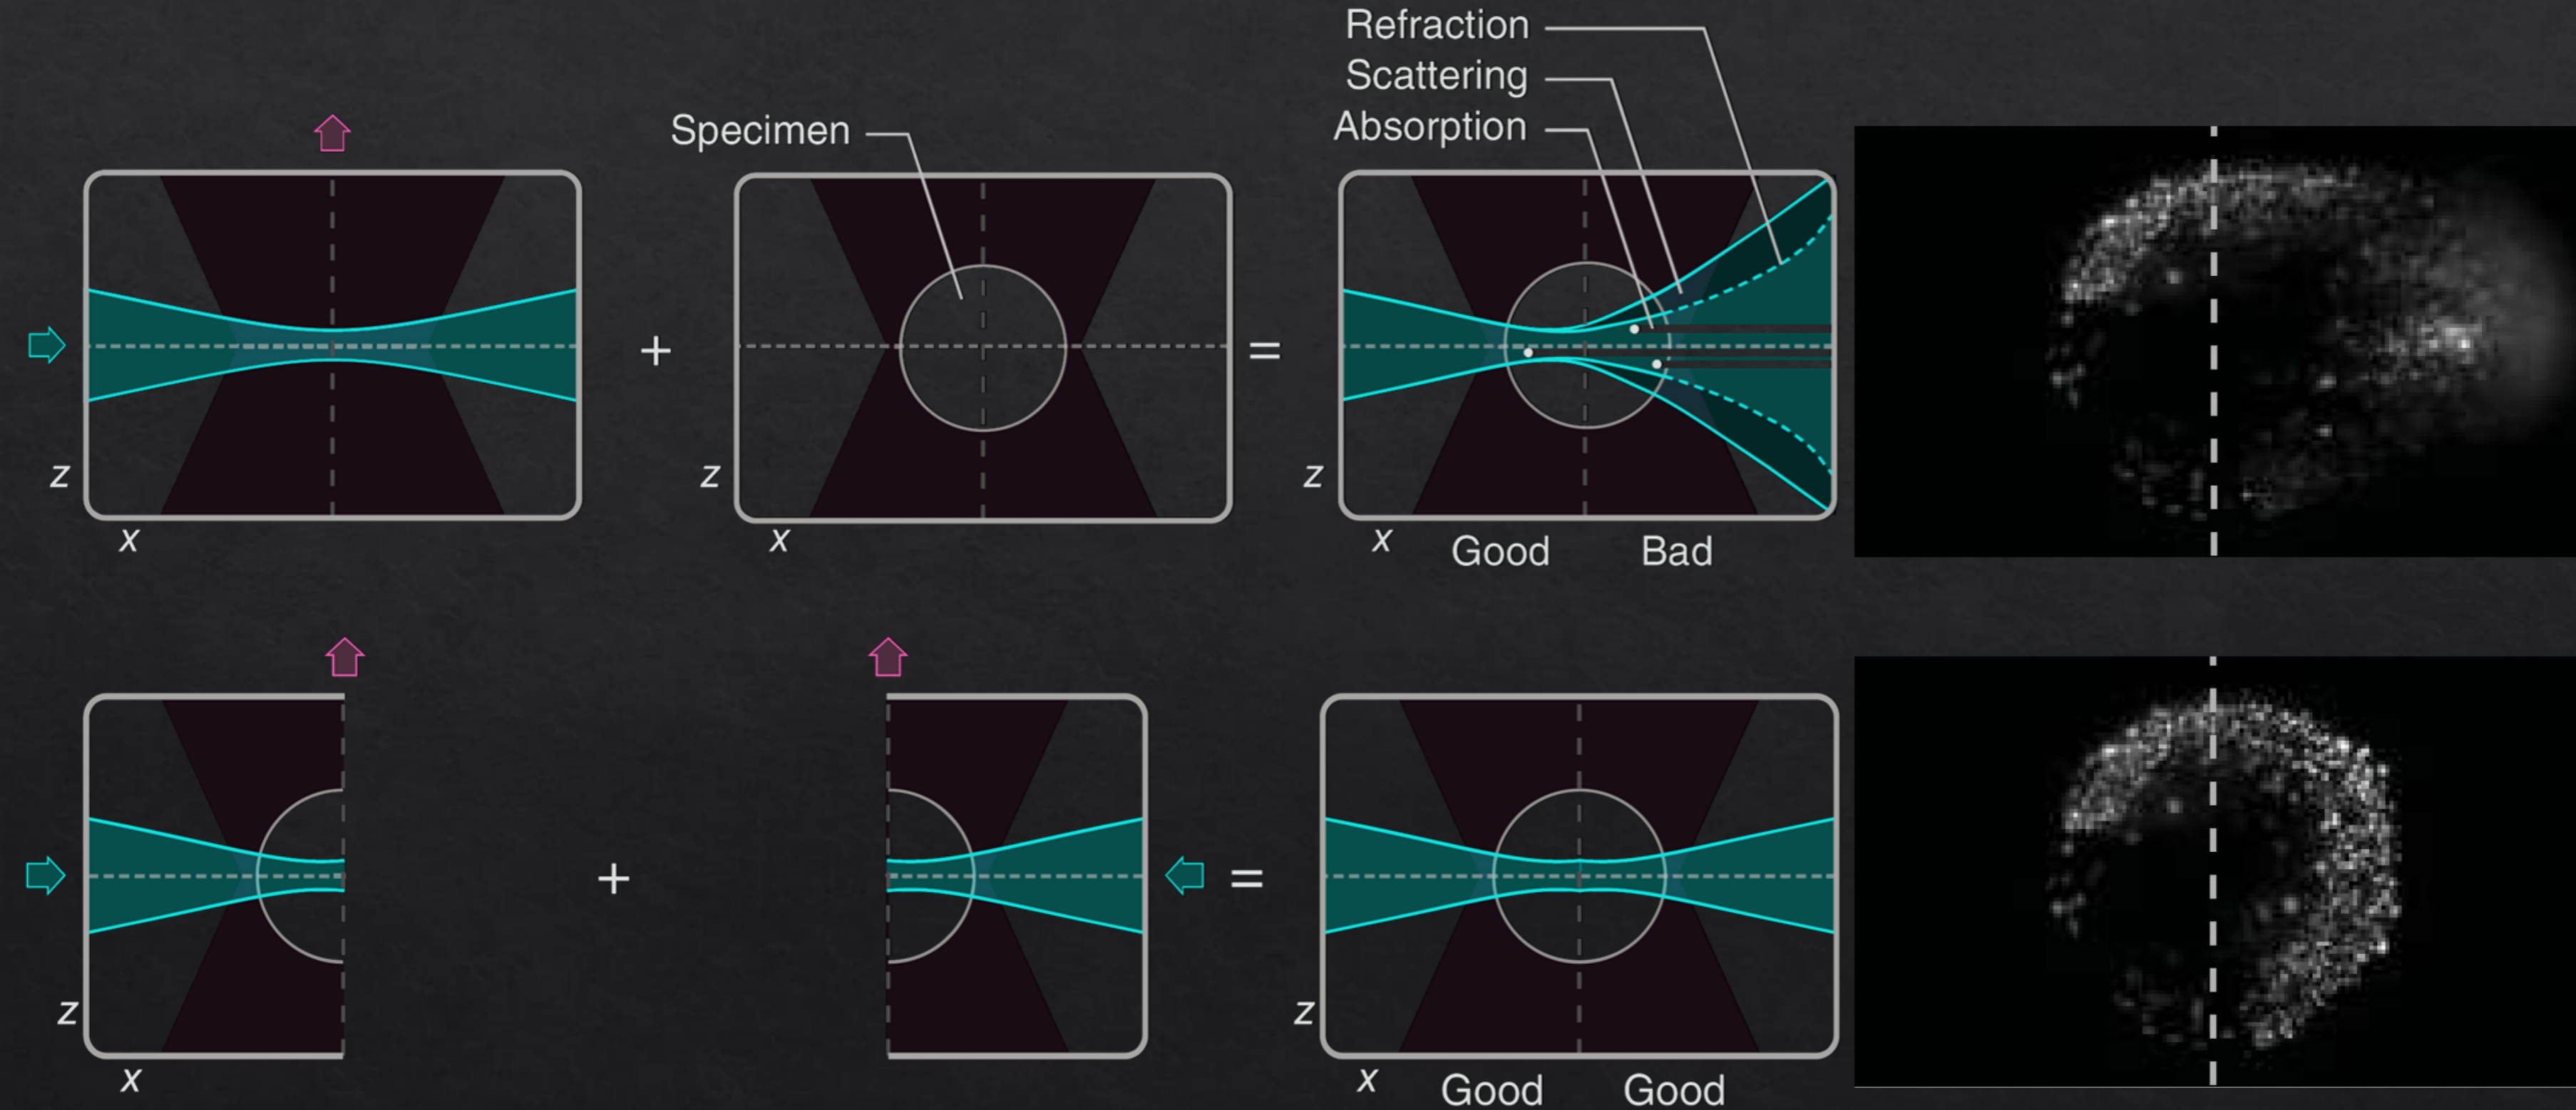 Refraction
Scattering
Absorption
Specimen
+
=
z
z
z
x
x
x
Good
Bad
+
=
z
z
x
x
Good
Good